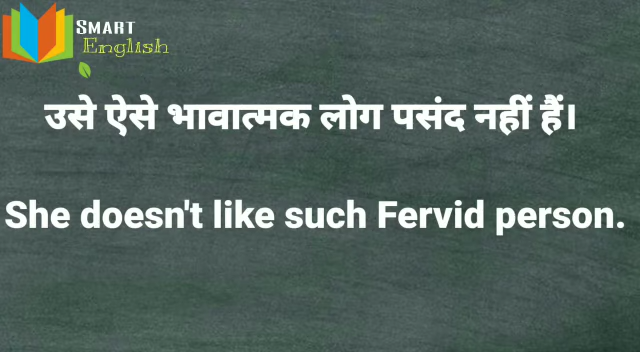 SMART
English
उसे ऐसे भावात्मक लोग पसंद नहीं हैं।
She doesn't like such Fervid person.